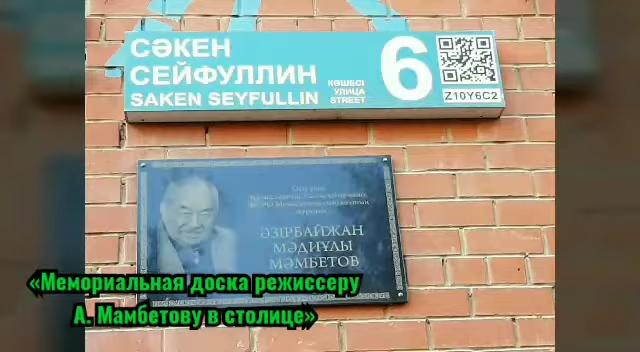 СӘКЕН
СЕЙФУЛЛИН
SAKEN SEYFULLIN
КӨШЕСІ
УЛИЦА
STREET
6
Z10Y6C2
ӘЗІРБАЙЖАН
МӘДИҰЛЫ
МӘМБЕТОВ
«Мемориальная доска режиссеру
А. Мамбетову в столице»